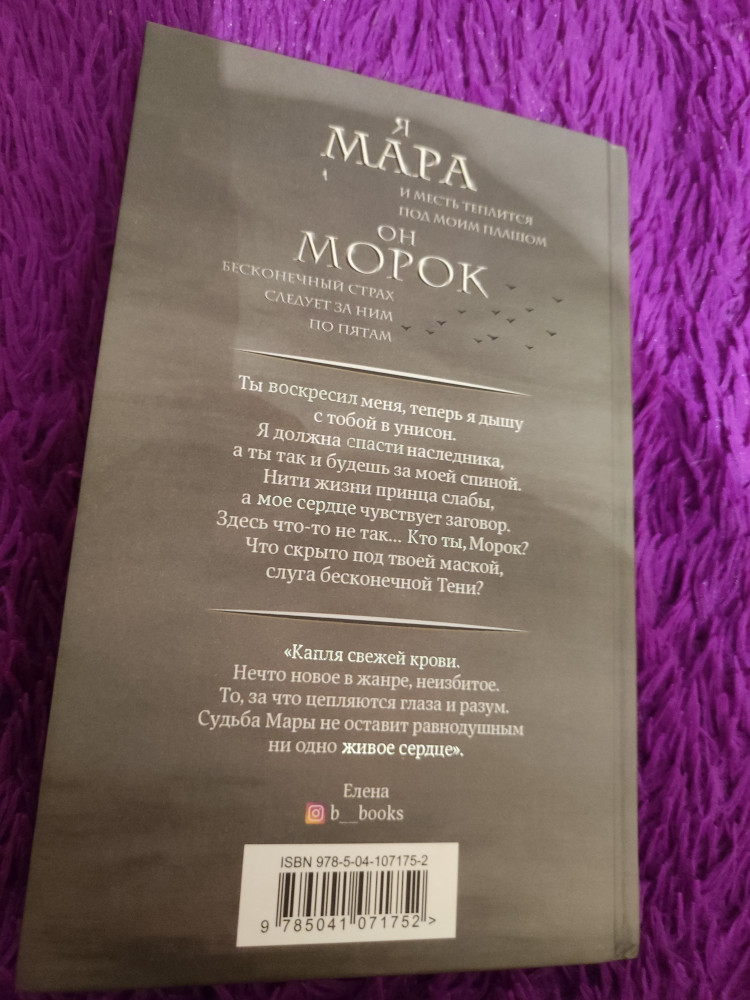 Я
МАРА
И МЕСТЬ ТЕПЛИТСЯ
ПОД МОИМ ПЛАЩОМ
ОН
МОРОК
БЕСКОНЕЧНЫЙ СТРАХ
СЛЕДУЕТ ЗА НИМ
ПО ПЯТАМ
Ты воскресил меня, теперь я дышу
с тобой в унисон.
Я должна спасти наследника,
а ты так и будешь за моей спиной.
Нити жизни принца слабы,
а мое сердце чувствует заговор.
Здесь что-то не так... Кто ты, Морок?
Что скрыто под твоей маской,
слуга бесконечной Тени?
«Капля свежей крови.
Нечто новое в жанре, неизбитое.
То, за что цепляются глаза и разум.
Судьба Мары не оставит равнодушным
ни одно живое сердце».
Елена
b__books
ISBN 978-5-04-107175-2
9 785041 071752 >